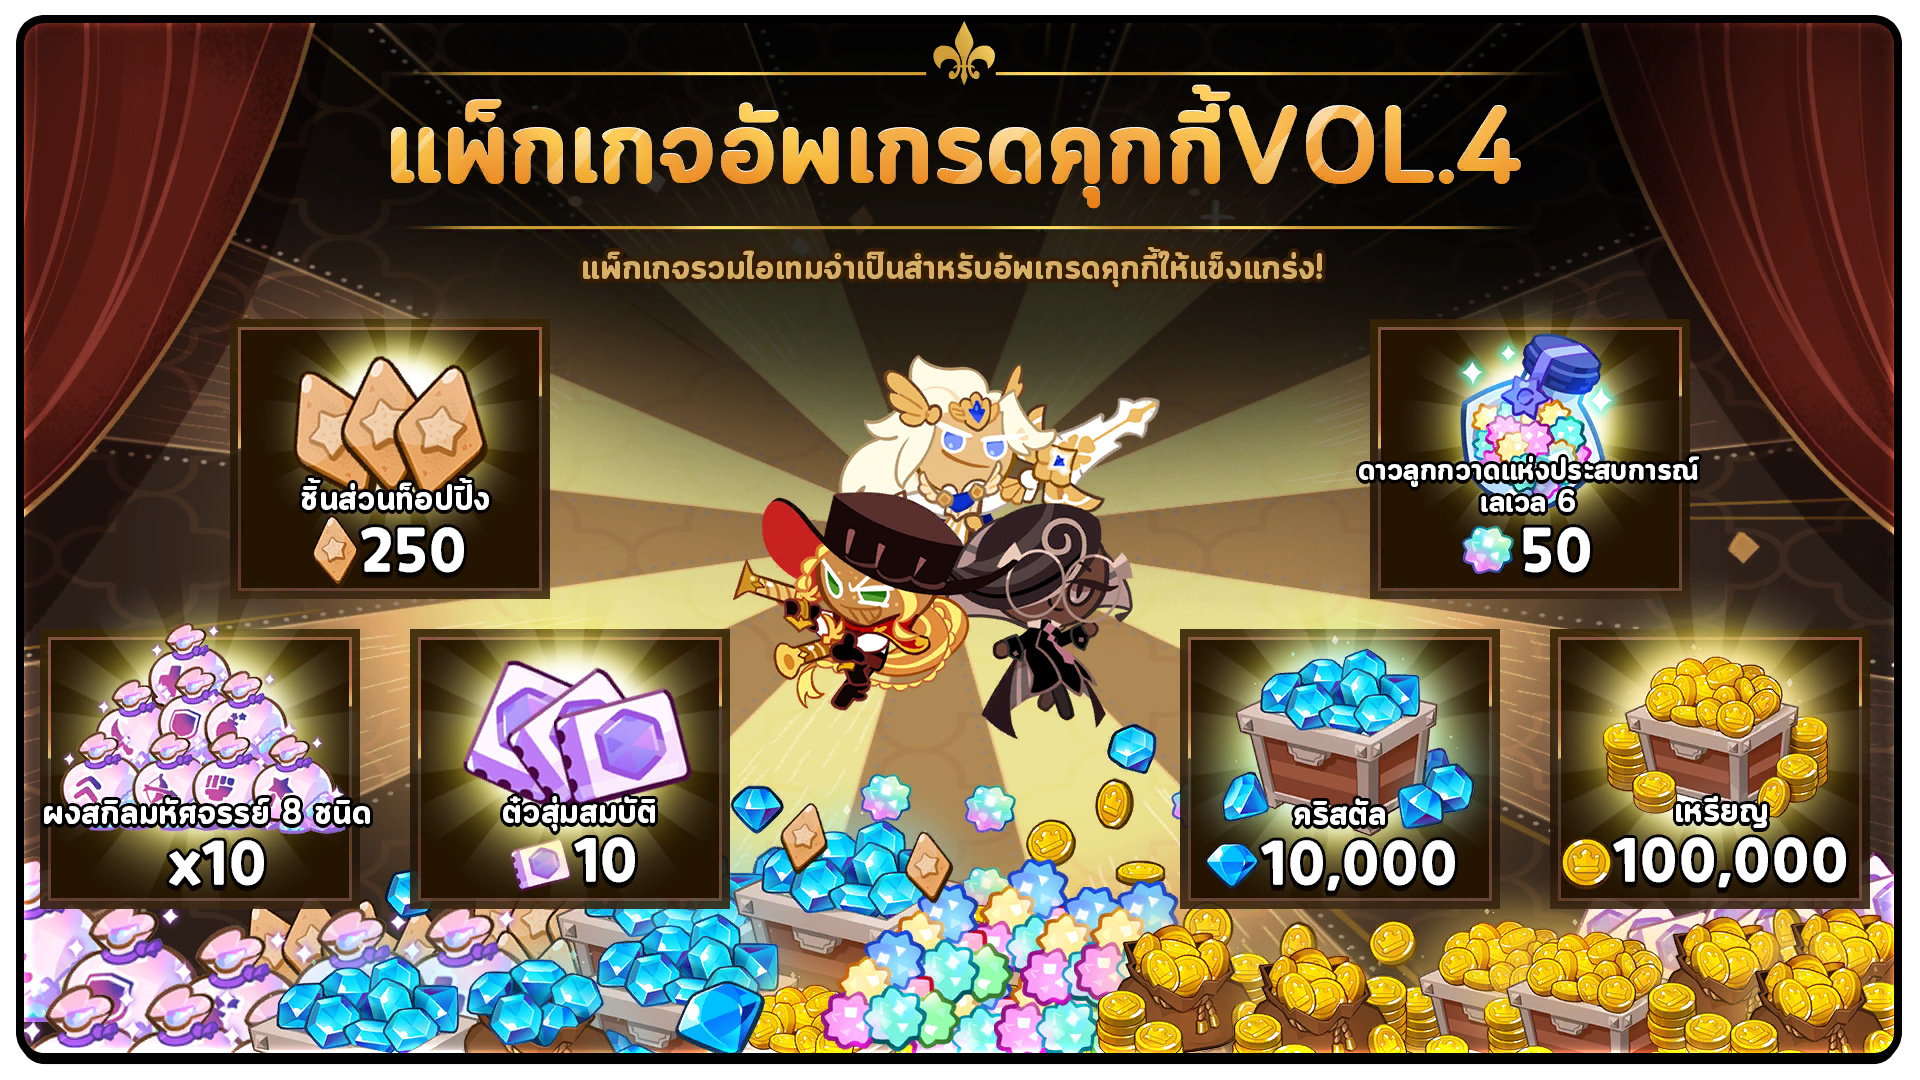 แพ็กเกจอัพเกรดคุกกี้VOL.4
แพ็กเกจรวมไอเทมจำเป็นสำหรับอัพเกรดคุกกี้ให้แข็งแกร่ง!
ชิ้นส่วนท็อปปิ้ง
250
ดาวลูกกวาดแห่งประสบการณ์
เลเวล 6
50
ผงสกิลมหัศจรรย์ 8 ชนิด
x10
ตั๋วสุ่มสมบัติ
10
คริสตัล
10,000
เหรียญ
100,000